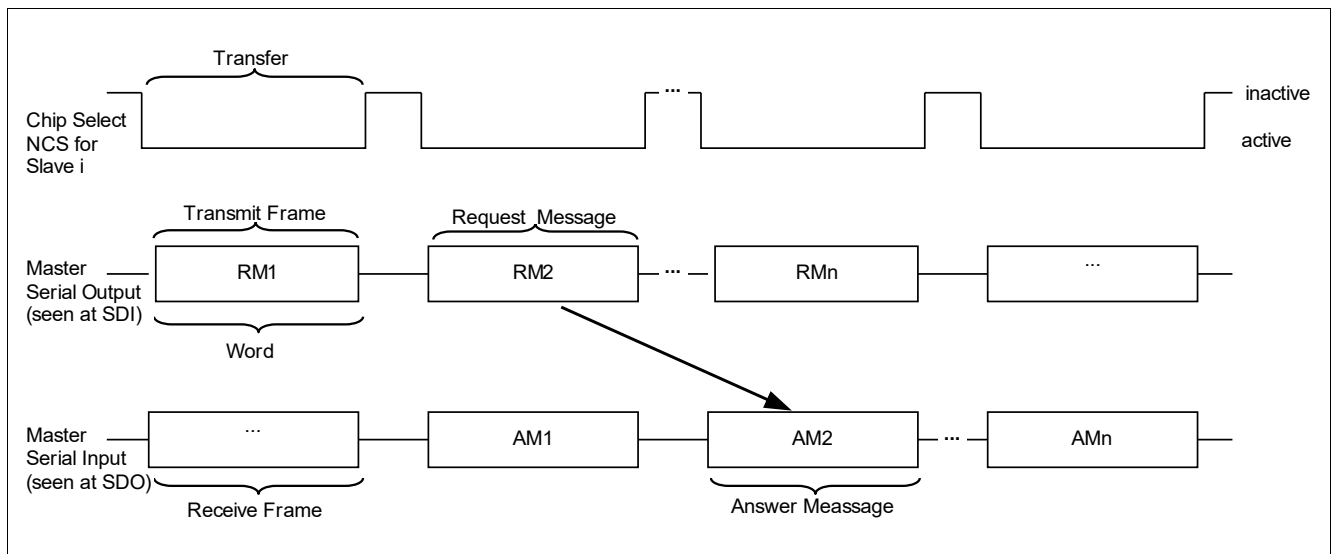 Transfer
...
inactive
Chip Select
NCS for
Slave i
active
Transmit Frame
Request Message
Master
Serial Output
(seen at SDI)
RM1
RM2
...
RMn
...
Word
Master
Serial Input
(seen at SDO)
...
AM1
AM2
...
AMn
Receive Frame
Answer Meassage